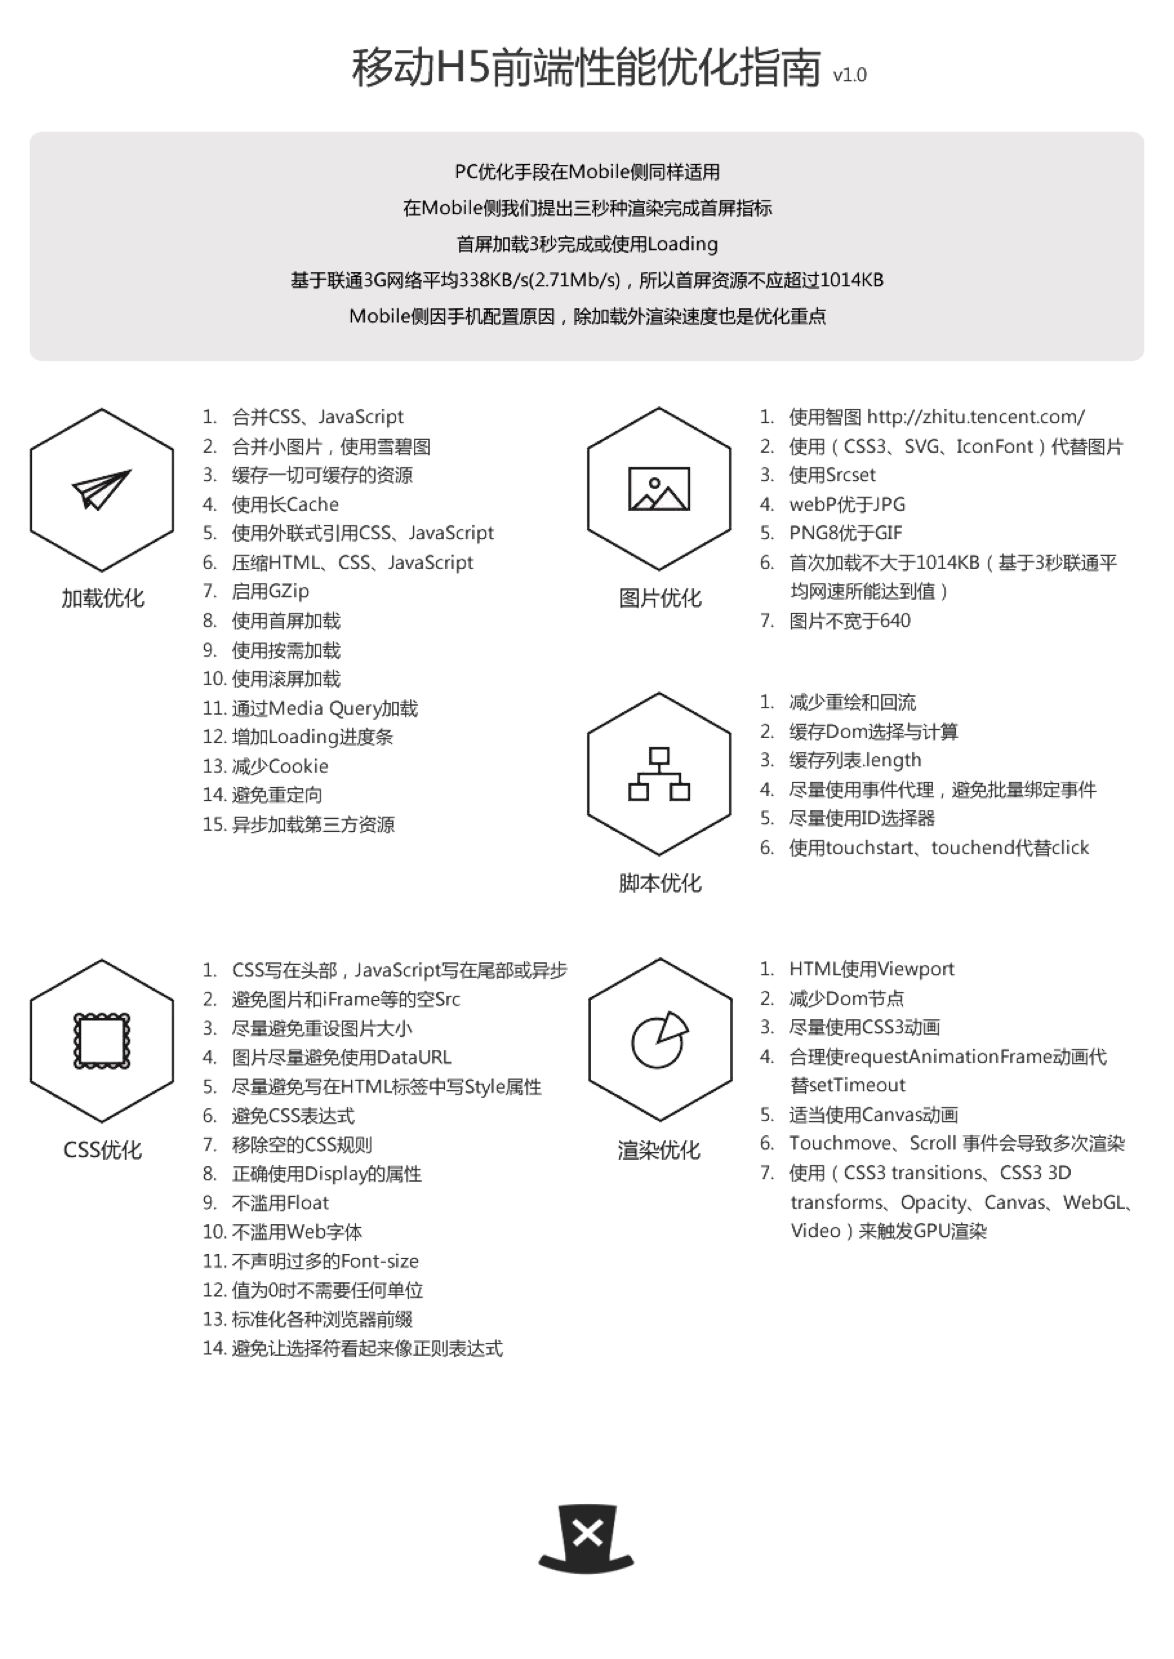 移动H5前端性能优化指南 v1.0
PC优化手段在Mobile侧同样适用
在Mobile侧我们提出三秒种渲染完成首屏指标
首屏加载3秒完成或使用Loading
基于联通3G网络平均338KB/s(2.71Mb/s)，所以首屏资源不应超过1014KB
Mobile侧因手机配置原因，除加载外渲染速度也是优化重点
加载优化
1. 合并CSS、JavaScript
2. 合并小图片，使用雪碧图
3. 缓存一切可缓存的资源
4. 使用长Cache
5. 使用外联式引用CSS、JavaScript
6. 压缩HTML、CSS、JavaScript
7. 启用GZip
8. 使用首屏加载
9. 使用按需加载
10. 使用滚屏加载
11. 通过Media Query加载
12. 增加Loading进度条
13. 减少Cookie
14. 避免重定向
15. 异步加载第三方资源
图片优化
1. 使用智图 http://zhitu.tencent.com/
2. 使用（CSS3、SVG、IconFont）代替图片
3. 使用Srcset
4. webP优于JPG
5. PNG8优于GIF
6. 首次加载不大于1014KB（基于3秒联通平
均网速所能达到值）
7. 图片不宽于640
脚本优化
1. 减少重绘和回流
2. 缓存Dom选择与计算
3. 缓存列表.length
4. 尽量使用事件代理，避免批量绑定事件
5. 尽量使用ID选择器
6. 使用touchstart、touchend代替click
CSS优化
1. CSS写在头部，JavaScript写在尾部或异步
2. 避免图片和iFrame等的空Src
3. 尽量避免重设图片大小
4. 图片尽量避免使用DataURL
5. 尽量避免写在HTML标签中写Style属性
6. 避免CSS表达式
7. 移除空的CSS规则
8. 正确使用Display的属性
9. 不滥用Float
10. 不滥用Web字体
11. 不声明过多的Font-size
12. 值为0时不需要任何单位
13. 标准化各种浏览器前缀
14. 避免让选择符看起来像正则表达式
渲染优化
1. HTML使用Viewport
2. 减少Dom节点
3. 尽量使用CSS3动画
4. 合理使requestAnimationFrame动画代
替setTimeout
5. 适当使用Canvas动画
6. Touchmove、Scroll 事件会导致多次渲染
7. 使用（CSS3 transitions、CSS3 3D
transforms、Opacity、Canvas、WebGL、
Video）来触发GPU渲染